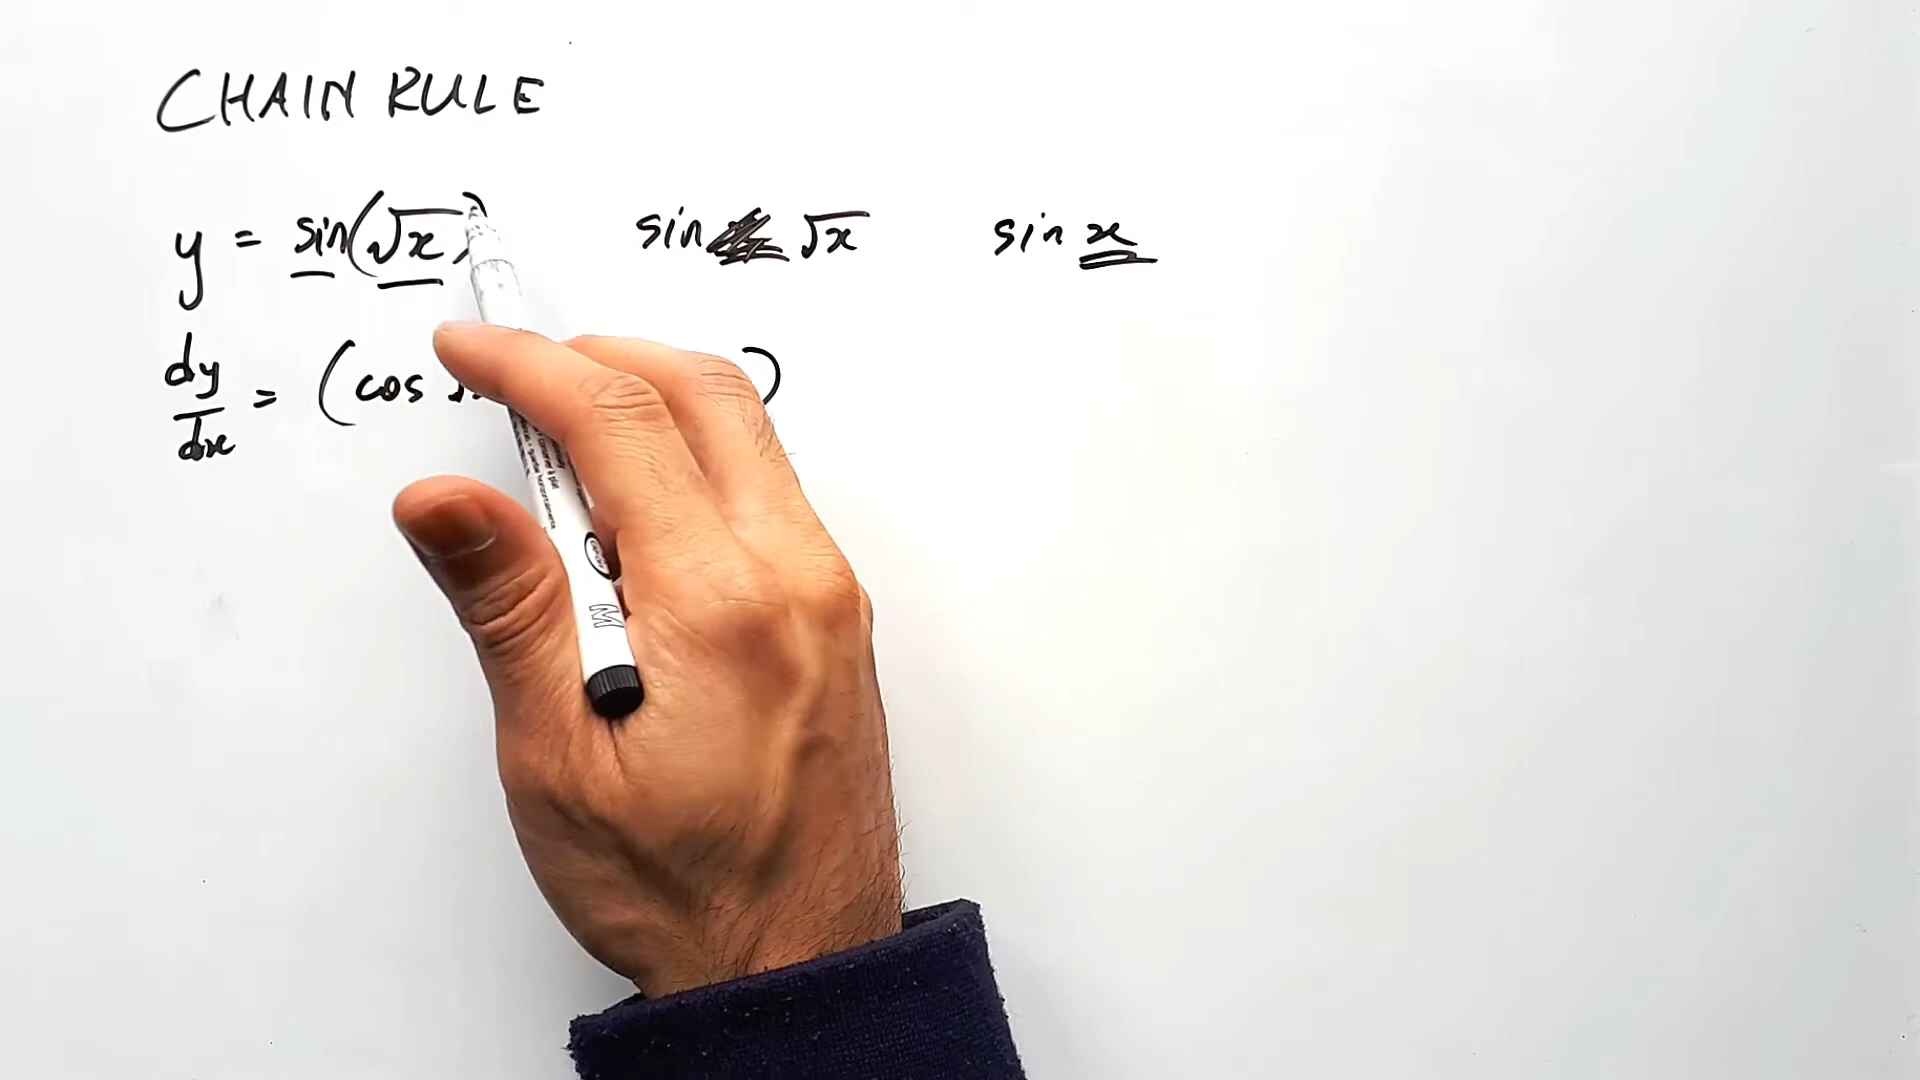 CHAIN RULE
y = sin(√x) sin √x sin x
dy/dx = (cos √x )
M